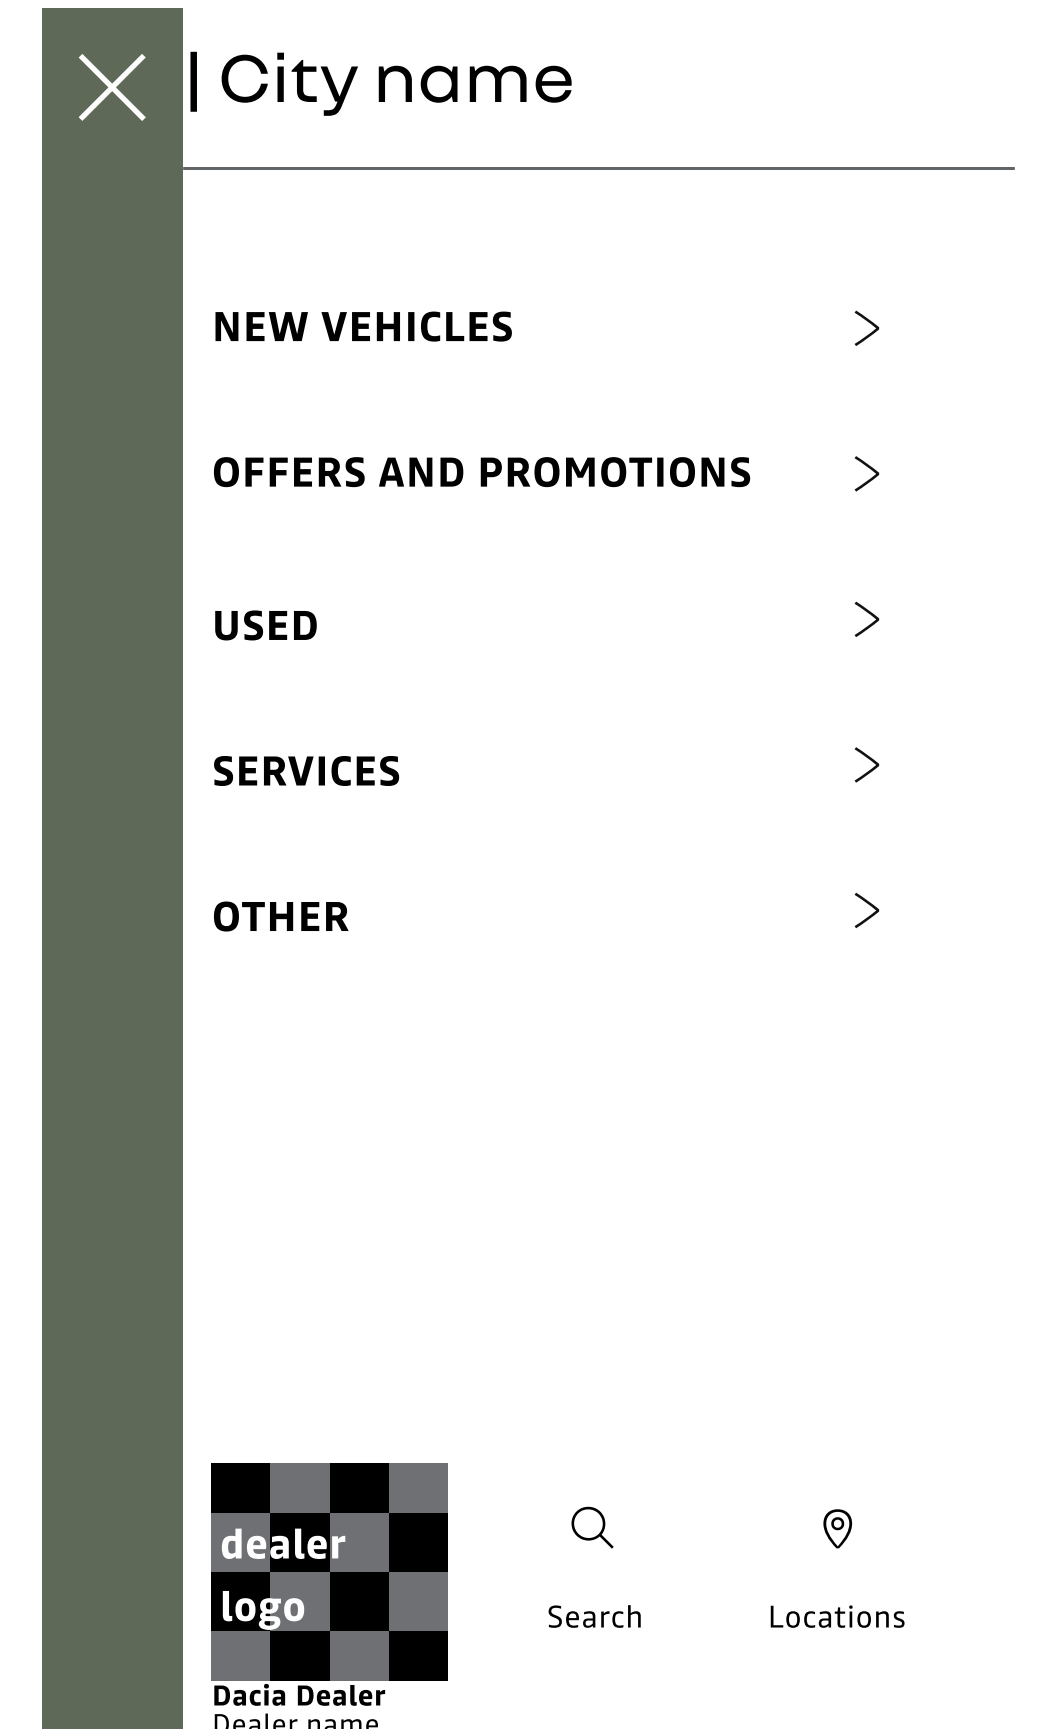 | City name
NEW VEHICLES
OFFERS AND PROMOTIONS
USED
SERVICES
OTHER
dealer
logo
Search
Locations
Dacia Dealer
Dealer name